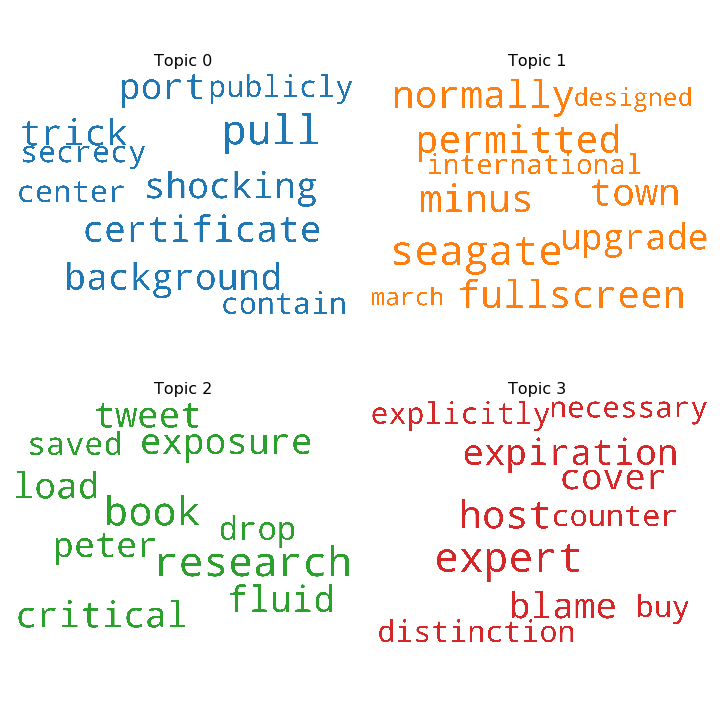 Topic 0
port publicly
trick pull
secrecy
center shocking
certificate
background
contain
Topic 1
normally designed
permitted
international
minus town
seagate upgrade
march fullscreen
Topic 2
tweet
saved exposure
load
book drop
peter research
critical fluid
Topic 3
explicitly necessary
expiration
cover
host counter
expert
blame buy
distinction